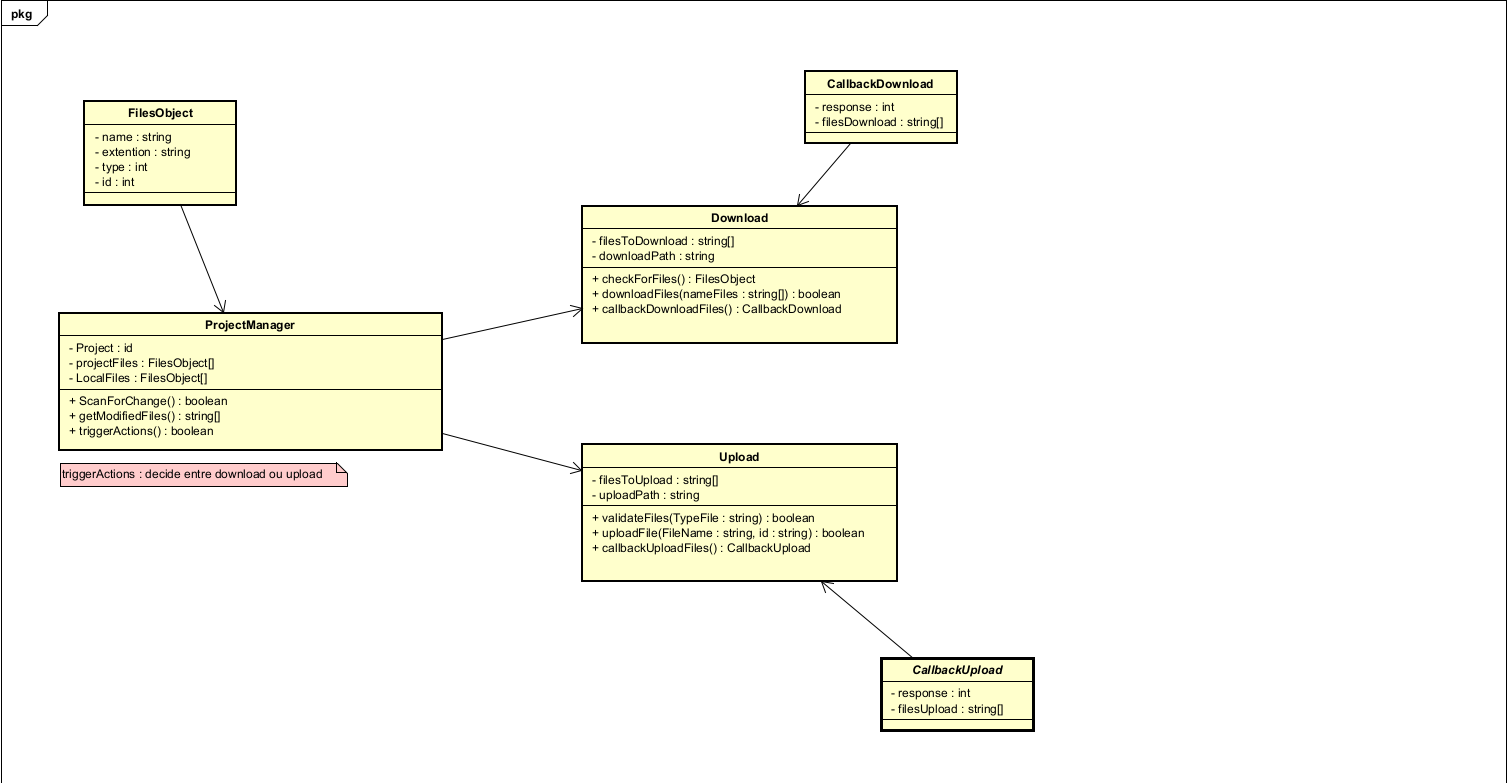 pkg
FilesObject
- name : string
- extention : string
- type : int
- id : int
CallbackDownload
- response : int
- filesDownload : string[]
Download
- filesToDownload : string[]
- downloadPath : string
+ checkForFiles() : FilesObject
+ downloadFiles(nameFiles : string[]) : boolean
+ callbackDownloadFiles() : CallbackDownload
ProjectManager
- Project : id
- projectFiles : FilesObject[]
- LocalFiles : FilesObject[]
+ ScanForChange() : boolean
+ getModifiedFiles() : string[]
+ triggerActions() : boolean
triggerActions : decide entre download ou upload
Upload
- filesToUpload : string[]
- uploadPath : string
+ validateFiles(TypeFile : string) : boolean
+ uploadFile(FileName : string, id : string) : boolean
+ callbackUploadFiles() : CallbackUpload
CallbackUpload
- response : int
- filesUpload : string[]